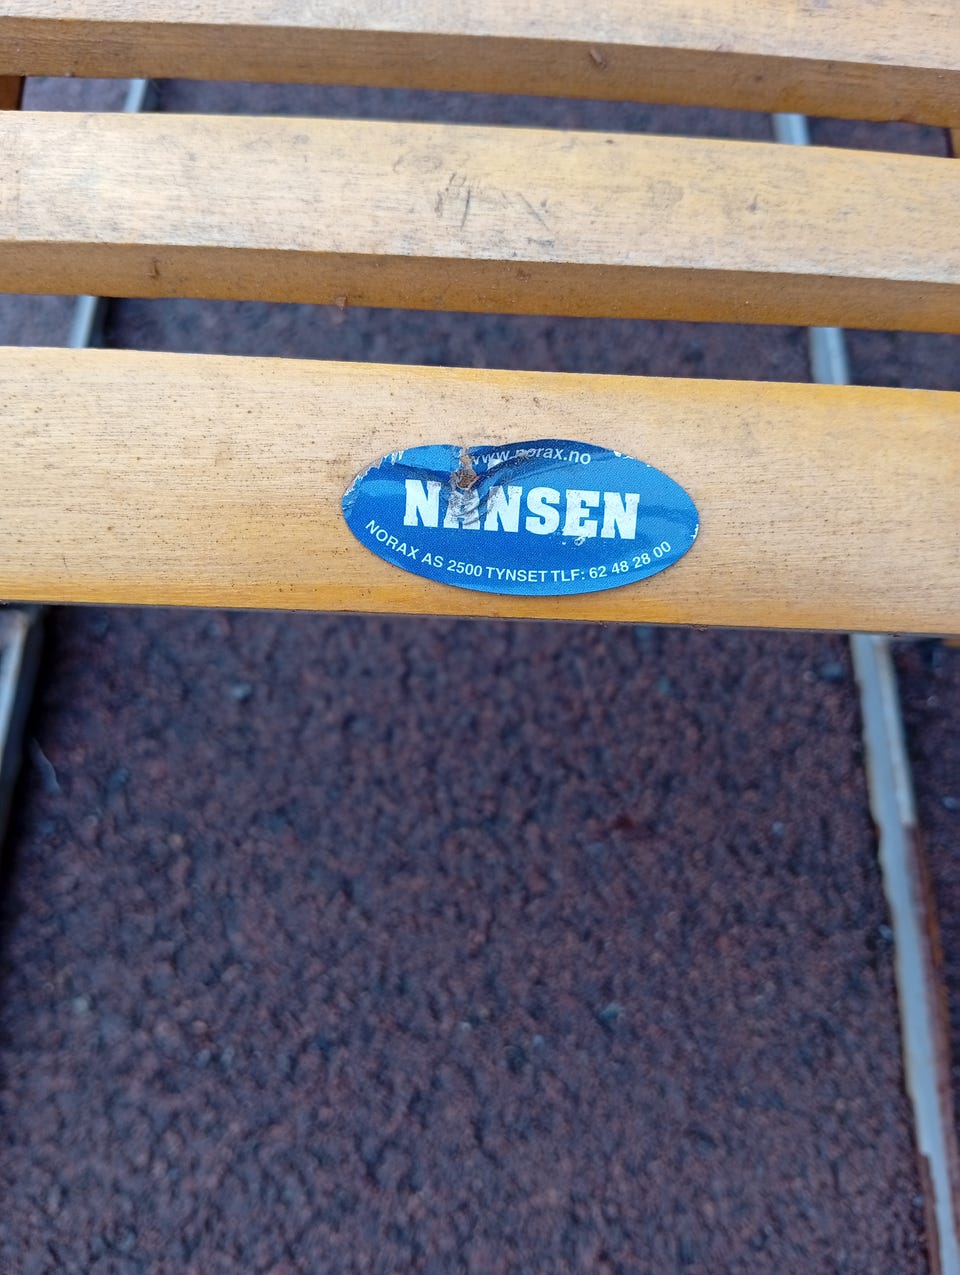 www.norax.no
NANSEN
NORAX AS 2500 TYNSET TLF: 62 48 28 00